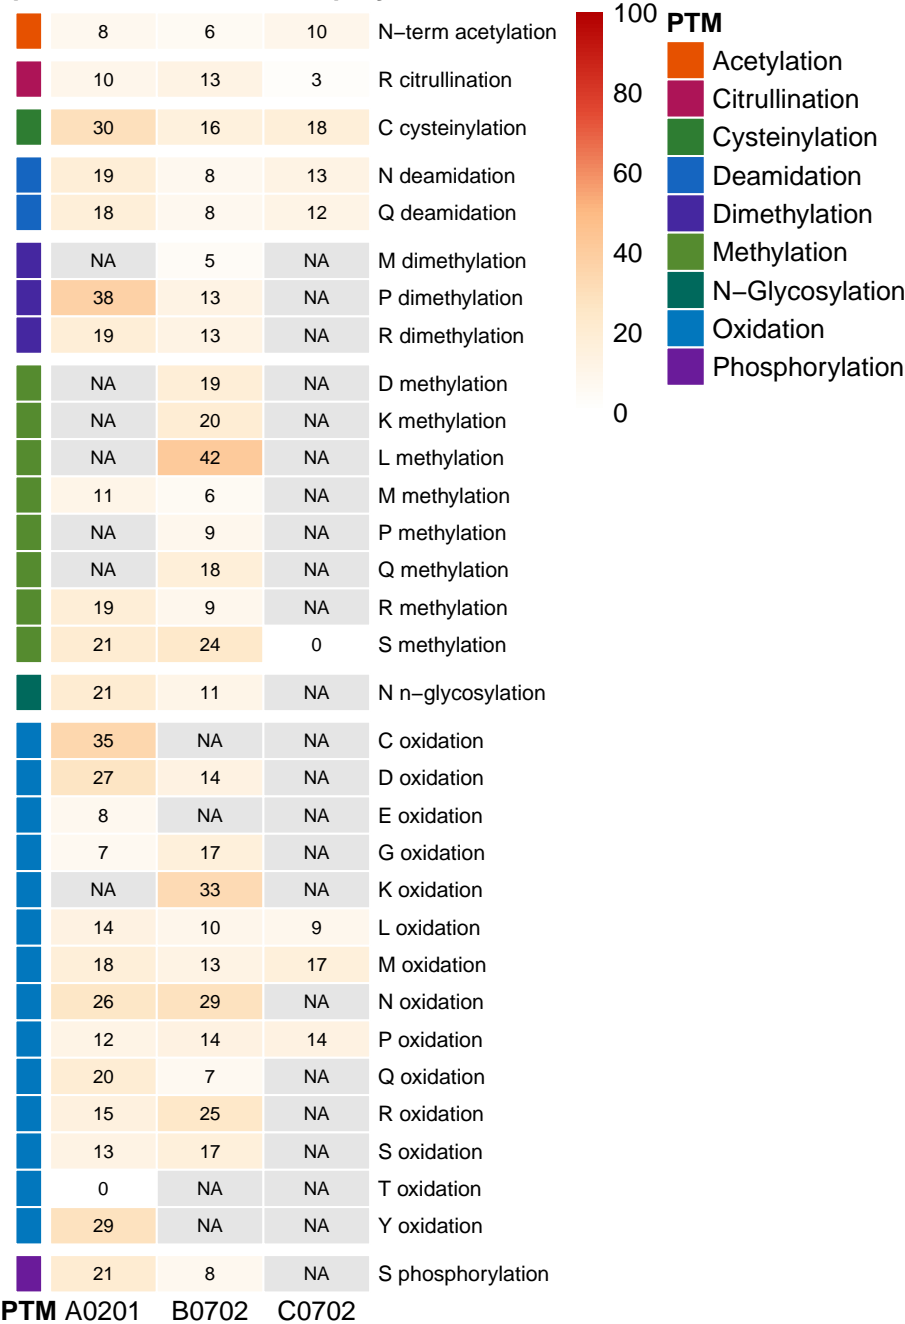 8 6 10 N−term acetylation
10 13 3 R citrullination
30 16 18 C cysteinylation
19 8 13 N deamidation
18 8 12 Q deamidation
NA 5 NA M dimethylation
38 13 NA P dimethylation
19 13 NA R dimethylation
NA 19 NA D methylation
NA 20 NA K methylation
NA 42 NA L methylation
11 6 NA M methylation
NA 9 NA P methylation
NA 18 NA Q methylation
19 9 NA R methylation
21 24 0 S methylation
21 11 NA N n−glycosylation
35 NA NA C oxidation
27 14 NA D oxidation
8 NA NA E oxidation
7 17 NA G oxidation
NA 33 NA K oxidation
14 10 9 L oxidation
18 13 17 M oxidation
26 29 NA N oxidation
12 14 14 P oxidation
20 7 NA Q oxidation
15 25 NA R oxidation
13 17 NA S oxidation
0 NA NA T oxidation
29 NA NA Y oxidation
21 8 NA S phosphorylation
PTM A0201 B0702 C0702
100
80
60
40
20
0
PTM
Acetylation
Citrullination
Cysteinylation
Deamidation
Dimethylation
Methylation
N−Glycosylation
Oxidation
Phosphorylation